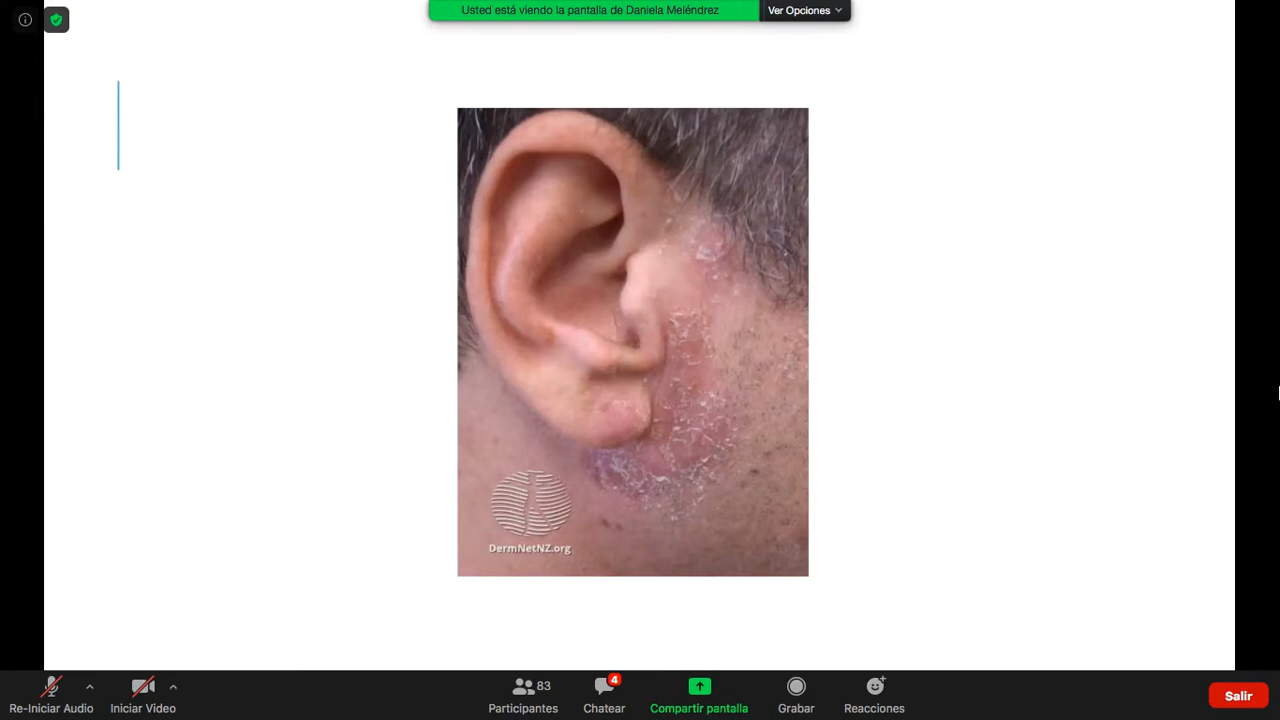 Usted está viendo la pantalla de Daniela Meléndrez
Ver Opciones
DermNetNZ.org
83
4
Re-Iniciar Audio
Iniciar Video
Participantes
Chatear
Compartir pantalla
Grabar
Reacciones
Salir